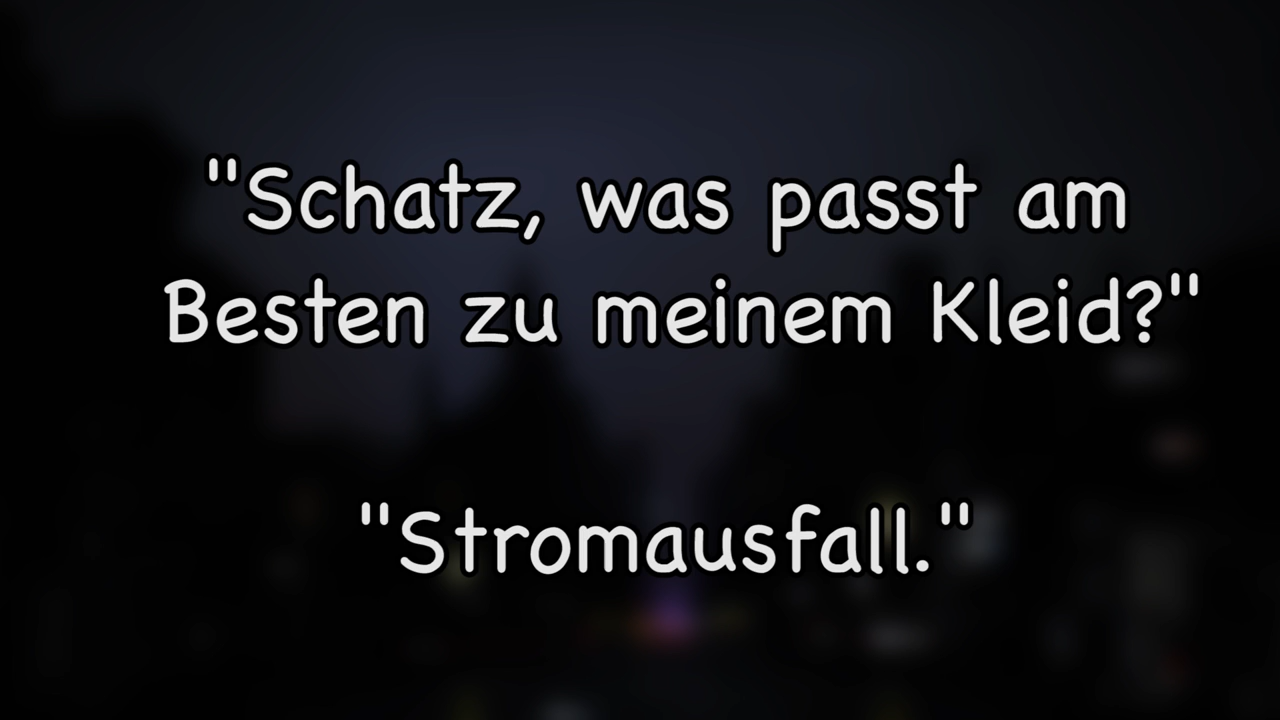 "Schatz, was passt am
Besten zu meinem Kleid?"
"Stromausfall."